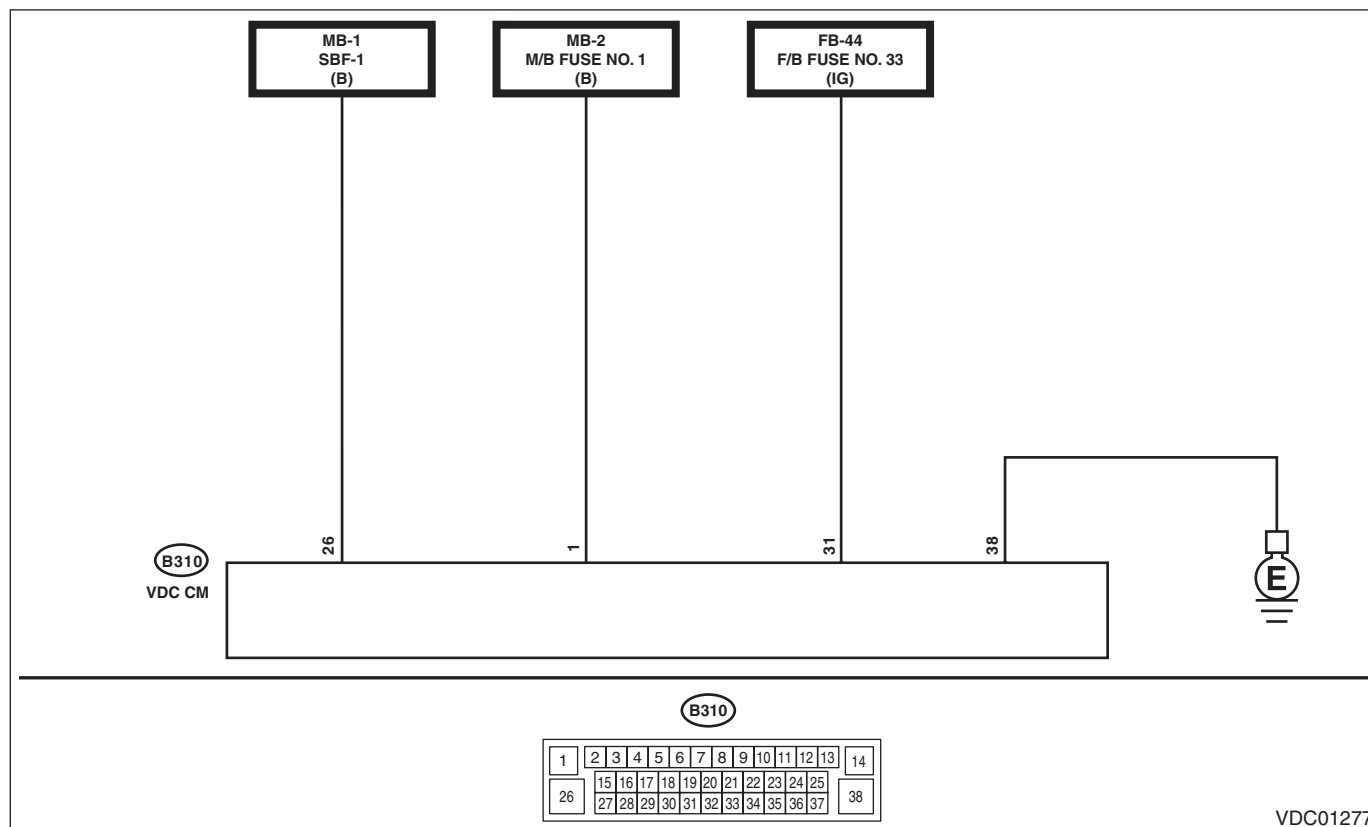 MB-1
SBF-1
(B)
MB-2
M/B FUSE NO. 1
(B)
FB-44
F/B FUSE NO. 33
(IG)
26
1
31
38
B310
VDC CM
E
B310
1 2 3 4 5 6 7 8 9 10 11 12 13 14
15 16 17 18 19 20 21 22 23 24 25
26 27 28 29 30 31 32 33 34 35 36 37 38
VDC01277